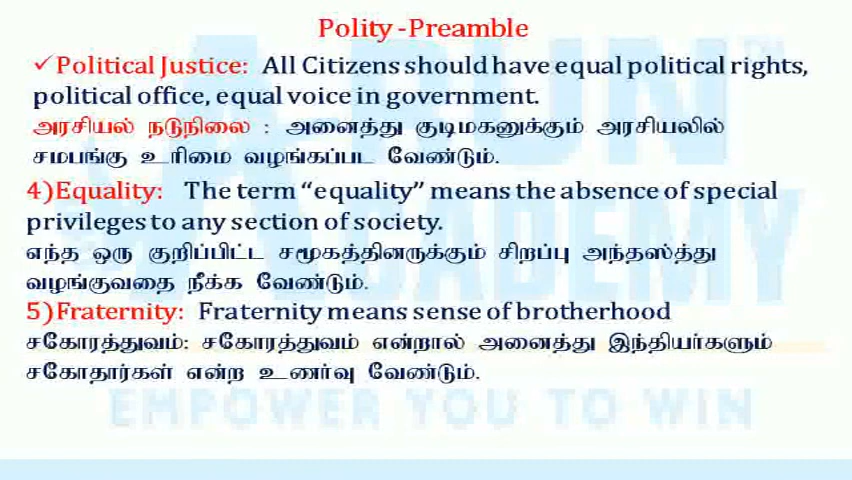 Polity -Preamble
✓Political Justice: All Citizens should have equal political rights,
political office, equal voice in government.
அரசியல் நடுநிலை : அனைத்து குடிமகனுக்கும் அரசியலில்
சமபங்கு உரிமை வழங்கப்பட வேண்டும்.
4)Equality: The term “equality” means the absence of special
privileges to any section of society.
எந்த ஒரு குறிப்பிட்ட சமூகத்தினருக்கும் சிறப்பு அந்தஸ்த்து
வழங்குவதை நீக்க வேண்டும்.
5)Fraternity: Fraternity means sense of brotherhood
சகோரத்துவம்: சகோரத்துவம் என்றால் அனைத்து இந்தியர்களும்
சகோதார்கள் என்ற உணர்வு வேண்டும்.
EMPOWER YOU TO WIN